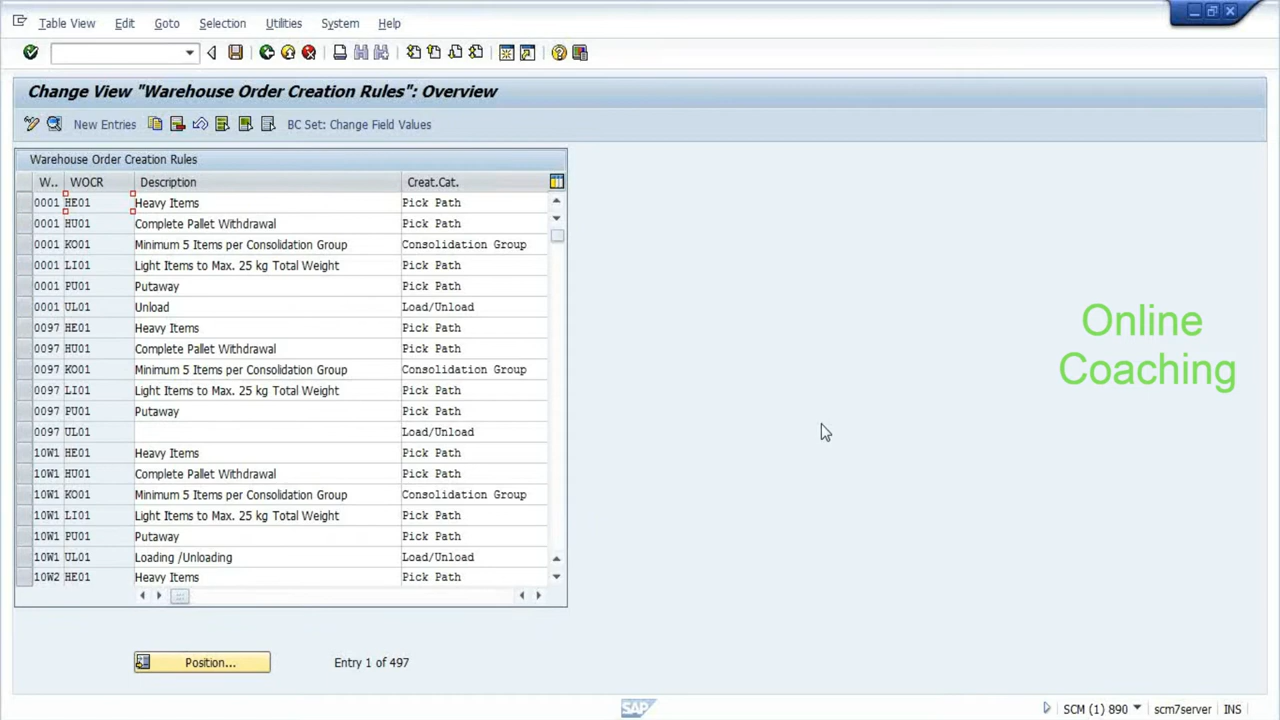 Table View Edit Goto Selection Utilities System Help
Change View "Warehouse Order Creation Rules": Overview
New Entries BC Set: Change Field Values
Warehouse Order Creation Rules
W.. WOCR Description Creat.Cat.
0001 HE01 Heavy Items Pick Path
0001 HU01 Complete Pallet Withdrawal Pick Path
0001 KO01 Minimum 5 Items per Consolidation Group Consolidation Group
0001 LI01 Light Items to Max. 25 kg Total Weight Pick Path
0001 PU01 Putaway Pick Path
0001 UL01 Unload Load/Unload
0097 HE01 Heavy Items Pick Path
0097 HU01 Complete Pallet Withdrawal Pick Path
0097 KO01 Minimum 5 Items per Consolidation Group Consolidation Group
0097 LI01 Light Items to Max. 25 kg Total Weight Pick Path
0097 PU01 Putaway Pick Path
0097 UL01 Load/Unload
10W1 HE01 Heavy Items Pick Path
10W1 HU01 Complete Pallet Withdrawal Pick Path
10W1 KO01 Minimum 5 Items per Consolidation Group Consolidation Group
10W1 LI01 Light Items to Max. 25 kg Total Weight Pick Path
10W1 PU01 Putaway Pick Path
10W1 UL01 Loading /Unloading Load/Unload
10W2 HE01 Heavy Items Pick Path
Online
Coaching
Position... Entry 1 of 497
SAP SCM (1) 890 scm7server INS